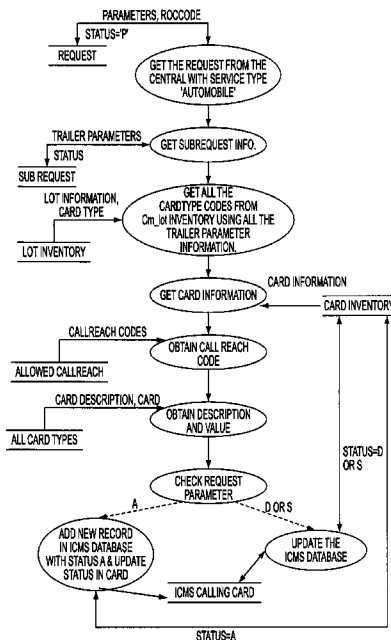 PARAMETERS, ROCCODE
STATUS='P'
REQUEST
GET THE REQUEST FROM THE
CENTRAL WITH SERVICE TYPE
'AUTOMOBILE'
TRAILER PARAMETERS
STATUS
SUB REQUEST
GET SUBREQUEST INFO.
LOT INFORMATION,
CARD TYPE
LOT INVENTORY
GET ALL THE
CARDTYPE CODES FROM
Cm_lot INVENTORY USING ALL THE
TRAILER PARAMETER
INFORMATION.
CARD INFORMATION
GET CARD INFORMATION
CARD INVENTORY
CALLREACH CODES
ALLOWED CALLREACH
OBTAIN CALL REACH
CODE
CARD DESCRIPTION, CARD
ALL CARD TYPES
OBTAIN DESCRIPTION
AND VALUE
STATUS=D
OR S
CHECK REQUEST
PARAMETER
A
D OR S
ADD NEW RECORD
IN ICMS DATABASE
WITH STATUS A & UPDATE
STATUS IN CARD
UPDATE THE
ICMS DATABASE
ICMS CALLING CARD
STATUS=A